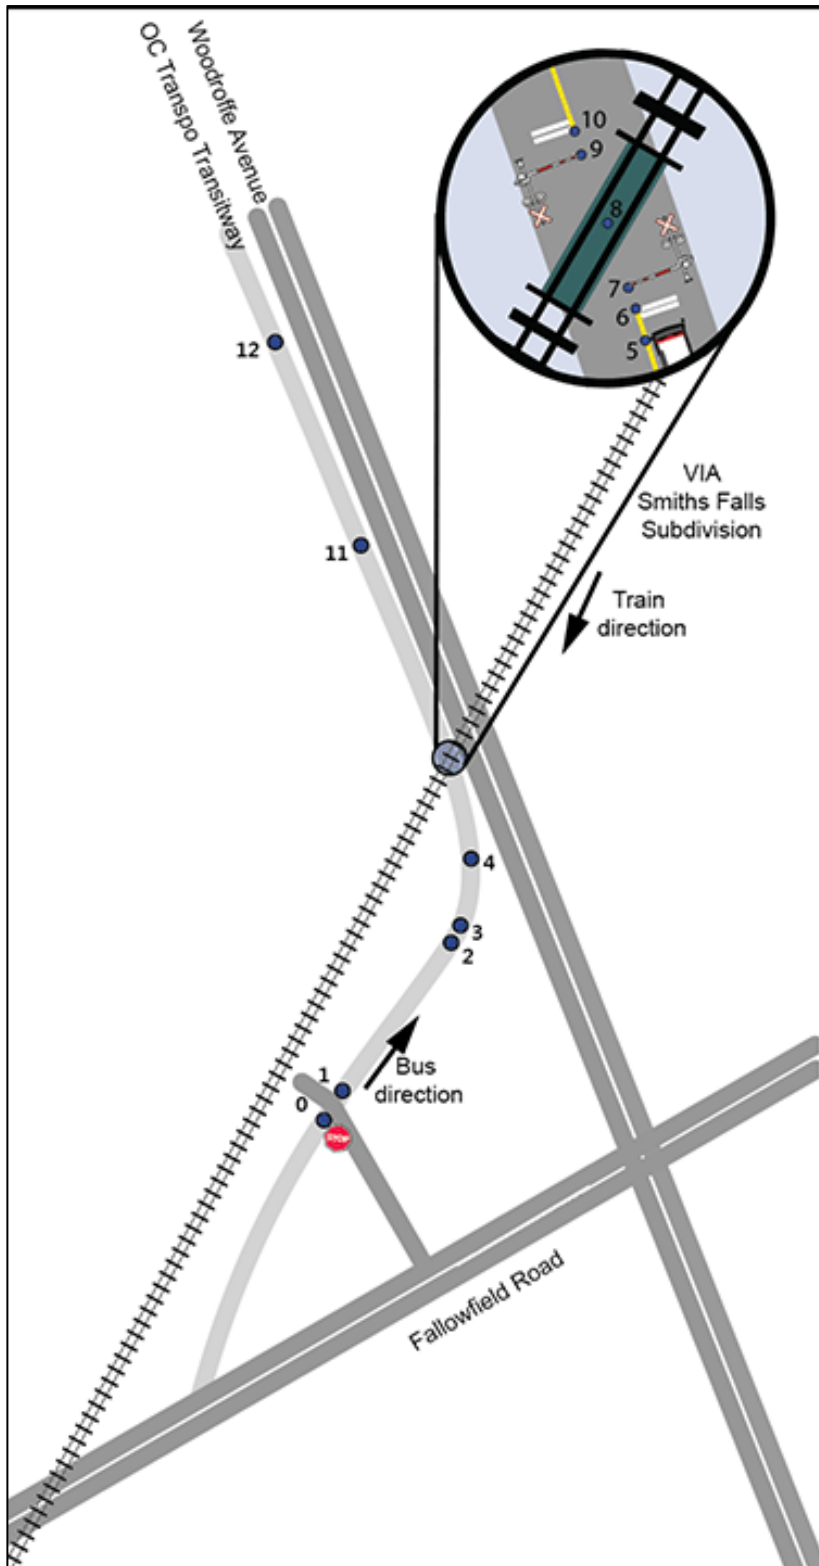 Woodroffe Avenue
OC Transpo Transitway
10
9
8
7
6
5
12
11
VIA
Smiths Falls
Subdivision
Train
direction
4
3
2
1
0
STOP
Bus
direction
Fallowfield Road